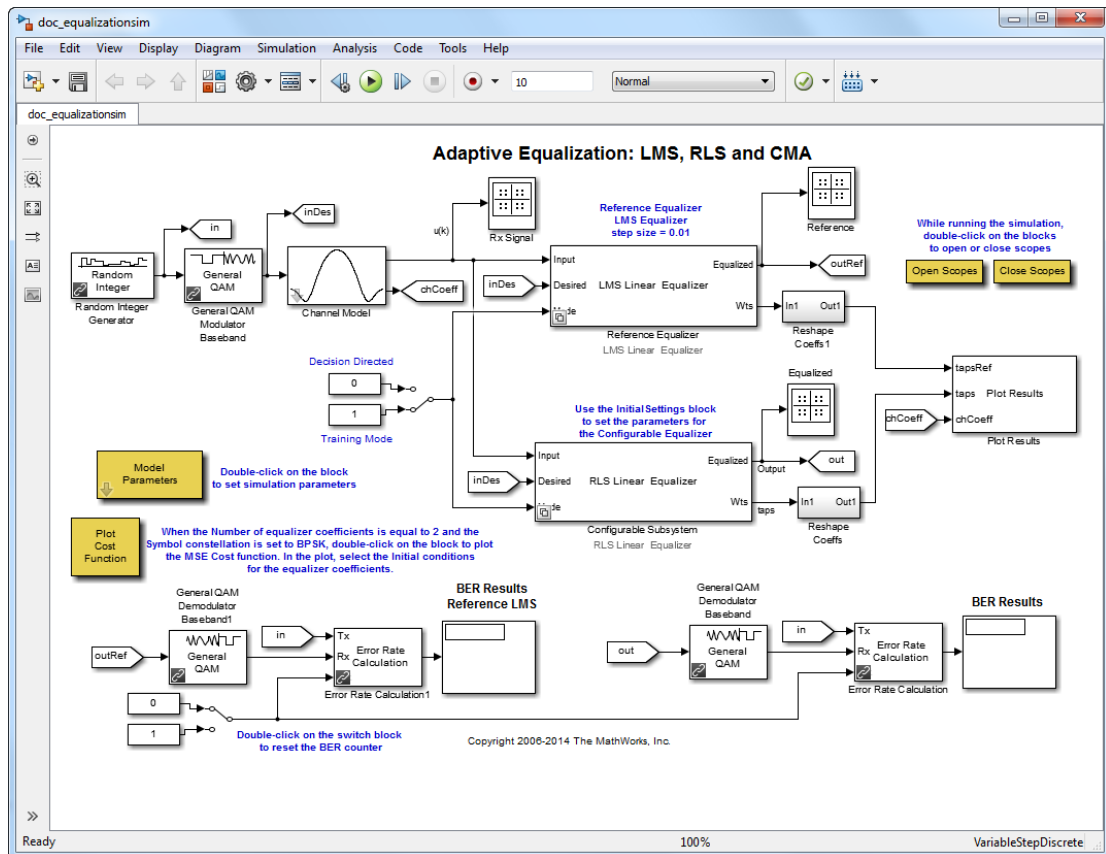 doc_equalizationsim
File Edit View Display Diagram Simulation Analysis Code Tools Help
10
Normal
doc_equalizationsim
Adaptive Equalization: LMS, RLS and CMA
in
inDes
Random
Integer
Random Integer
Generator
General
QAM
General QAM
Modulator
Baseband
Channel Model
chCoeff
u(k)
Rx Signal
Reference Equalizer
LMS Equalizer
step size = 0.01
inDes
Input
Desired
Mode
LMS Linear Equalizer
Equalized
Wts
Reference Equalizer
LMS Linear Equalizer
Reference
outRef
In1 Out1
Reshape
Coeffs1
While running the simulation,
double-click on the blocks
to open or close scopes
Open Scopes
Close Scopes
Decision Directed
0
1
Training Mode
Equalized
Use the InitialSettings block
to set the parameters for
the Configurable Equalizer
inDes
Input
Desired
Mode
RLS Linear Equalizer
Equalized
Wts
Configurable Subsystem
RLS Linear Equalizer
Output
out
taps
In1 Out1
Reshape
Coeffs
chCoeff
tapsRef
taps
chCoeff
Plot Results
Plot Results
Model
Parameters
Double-click on the block
to set simulation parameters
Plot
Cost
Function
When the Number of equalizer coefficients is equal to 2 and the
Symbol constellation is set to BPSK, double-click on the block to plot
the MSE Cost function. In the plot, select the Initial conditions
for the equalizer coefficients.
General QAM
Demodulator
Baseband1
outRef
General
QAM
in
Tx
Rx
Error Rate
Calculation
Error Rate Calculation1
BER Results
Reference LMS
0
1
Double-click on the switch block
to reset the BER counter
General QAM
Demodulator
Baseband
out
General
QAM
in
Tx
Rx
Error Rate
Calculation
Error Rate Calculation
BER Results
Copyright 2006-2014 The MathWorks, Inc.
Ready
100%
VariableStepDiscrete